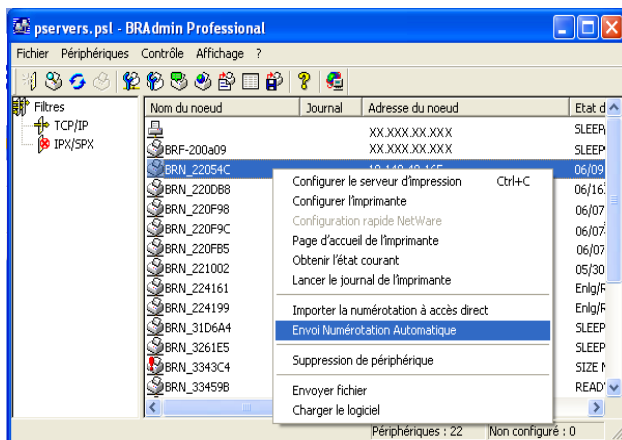 pservers.psl - BRAdmin Professional
Fichier Périphériques Contrôle Affichage ?
Filtres
TCP/IP
IPX/SPX
Nom du noeud Journal Adresse du noeud Etat d
XX.XXX.XX.XXX SLEEP
BRF-200a09 XX.XXX.XX.XXX SLEEP
BRN_22054C 06/09
BRN_220DB8 06/16
BRN_220F98 06/07
BRN_220F9C 06/07
BRN_220FB5 06/07
BRN_221002 05/30
BRN_224161 Enlg/R
BRN_224199 Enlg/R
BRN_31D6A4 SLEEP
BRN_3261E5 SLEEP
BRN_3343C4 SIZE
BRN_33459B READY
Configurer le serveur d'impression Ctrl+C
Configurer l'imprimante
Configuration rapide NetWare
Page d'accueil de l'imprimante
Obtenir l'état courant
Lancer le journal de l'imprimante
Importer la numérotation à accès direct
Envoi Numérotation Automatique
Suppression de périphérique
Envoyer fichier
Charger le logiciel
Périphériques : 22 Non configuré : 0